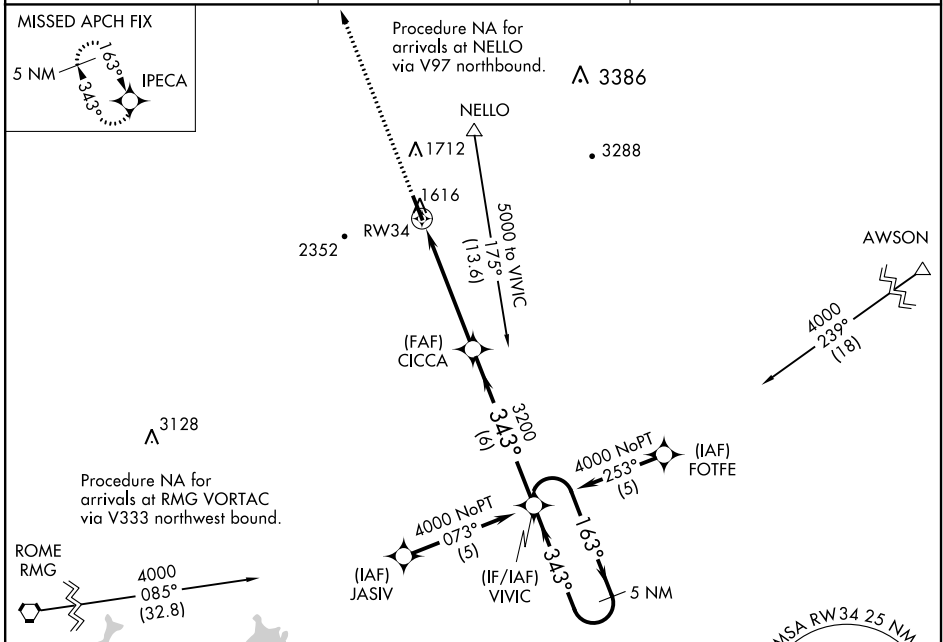 MISSED APCH FIX
5 NM
163°
343°
IPECA
Procedure NA for
arrivals at NELLO
via V97 northbound.
3386
NELLO
1712
3288
1616
RW34
2352
5000 to VIVIC
175°
(13.6)
AWSON
4000
239°
(18)
(FAF)
CICCA
3200
343°
(6)
3128
Procedure NA for
arrivals at RMG VORTAC
via V333 northwest bound.
4000 NoPT
253°
(5)
(IAF)
FOTFE
4000 NoPT
073°
(5)
(IAF)
JASIV
(IF/IAF)
VIVIC
163°
343°
5 NM
ROME
RMG
4000
085°
(32.8)
MSA RW34 25 NM